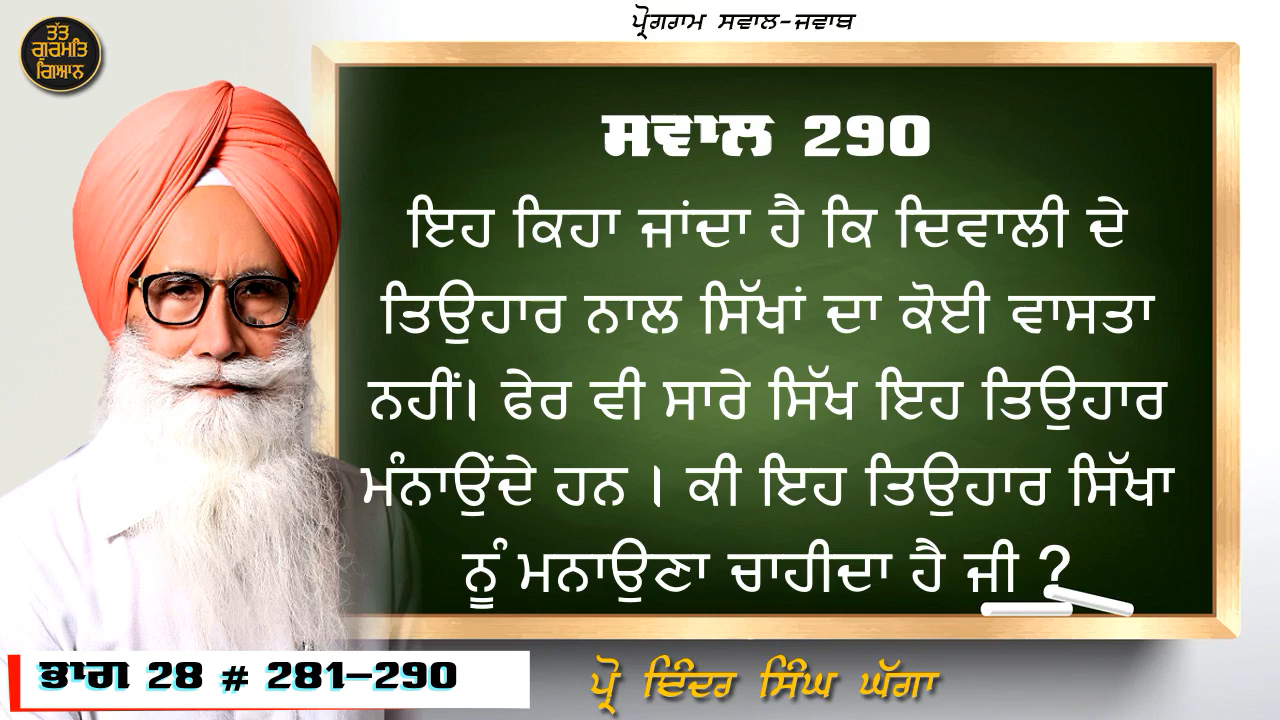 ਤੱਤ
ਗੁਰਮਤਿ
ਗਿਆਨ
ਪ੍ਰੋਗਰਾਮ ਸਵਾਲ-ਜਵਾਬ
ਸਵਾਲ 290
ਇਹ ਕਿਹਾ ਜਾਂਦਾ ਹੈ ਕਿ ਦਿਵਾਲੀ ਦੇ
ਤਿਉਹਾਰ ਨਾਲ ਸਿੱਖਾਂ ਦਾ ਕੋਈ ਵਾਸਤਾ
ਨਹੀਂ। ਫੇਰ ਵੀ ਸਾਰੇ ਸਿੱਖ ਇਹ ਤਿਉਹਾਰ
ਮੰਨਾਉਂਦੇ ਹਨ । ਕੀ ਇਹ ਤਿਉਹਾਰ ਸਿੱਖਾ
ਨੂੰ ਮਨਾਉਣਾ ਚਾਹੀਦਾ ਹੈ ਜੀ ?
ਭਾਗ 28 # 281-290
ਪ੍ਰੋ ਇੰਦਰ ਸਿੰਘ ਘੱਗਾ